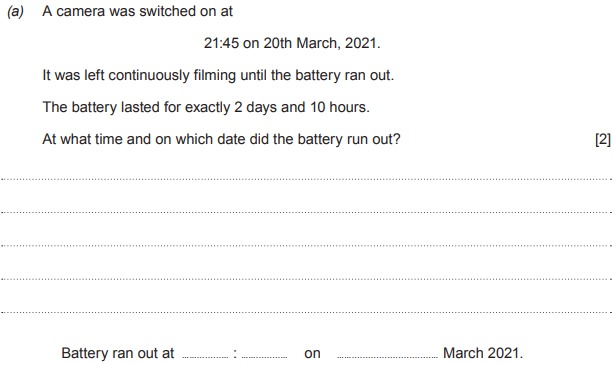 (a) A camera was switched on at
21:45 on 20th March, 2021.
It was left continuously filming until the battery ran out.
The battery lasted for exactly 2 days and 10 hours.
At what time and on which date did the battery run out? [2]
Battery ran out at .................. : .................. on ........................................ March 2021.